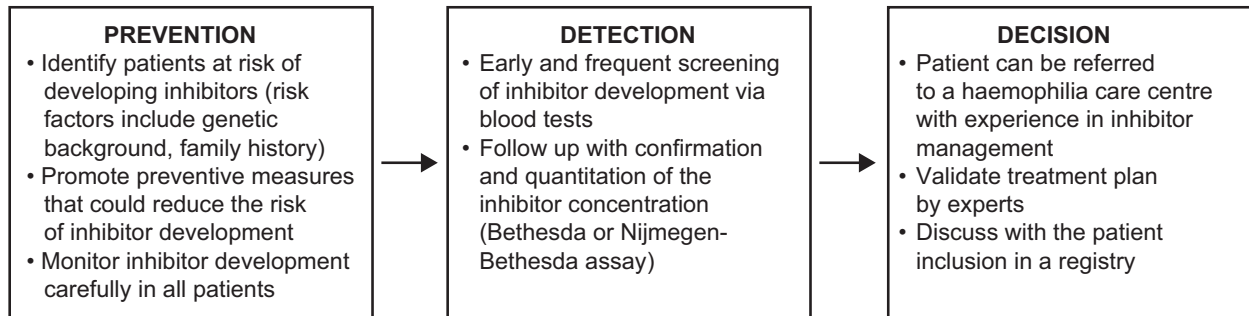 PREVENTION
• Identify patients at risk of
developing inhibitors (risk
factors include genetic
background, family history)
• Promote preventive measures
that could reduce the risk
of inhibitor development
• Monitor inhibitor development
carefully in all patients
DETECTION
• Early and frequent screening
of inhibitor development via
blood tests
• Follow up with confirmation
and quantitation of the
inhibitor concentration
(Bethesda or Nijmegen-
Bethesda assay)
DECISION
• Patient can be referred
to a haemophilia care centre
with experience in inhibitor
management
• Validate treatment plan
by experts
• Discuss with the patient
inclusion in a registry